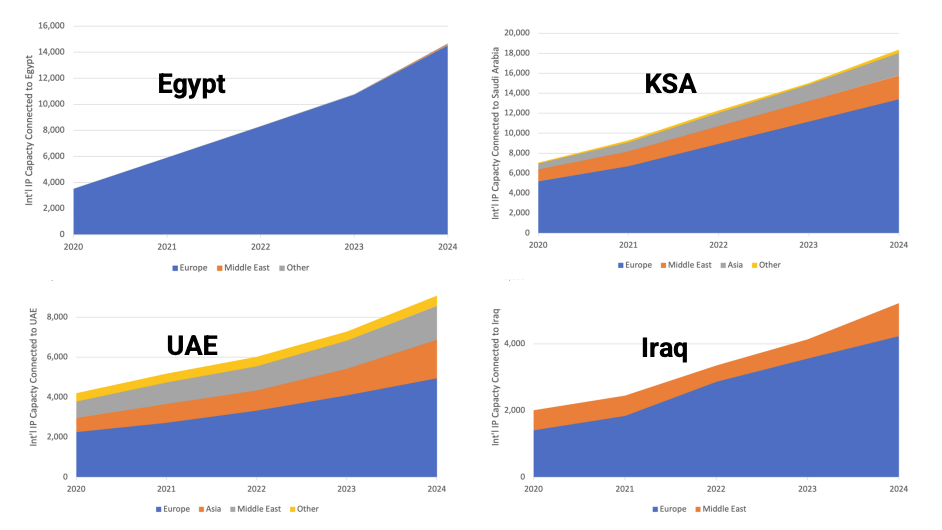 16,000
14,000
12,000
10,000
8,000
6,000
4,000
2,000
0
Int'l IP Capacity Connected to Egypt
Egypt
2020 2021 2022 2023 2024
Europe Middle East Other
20,000
18,000
16,000
14,000
12,000
10,000
8,000
6,000
4,000
2,000
0
Int'l IP Capacity Connected to Saudi Arabia
KSA
2020 2021 2022 2023 2024
Europe Middle East Asia Other
8,000
6,000
4,000
2,000
0
Int'l IP Capacity Connected to UAE
UAE
2020 2021 2022 2023 2024
Europe Asia Middle East Other
4,000
2,000
0
Int'l IP Capacity Connected to Iraq
Iraq
2020 2021 2022 2023 2024
Europe Middle East